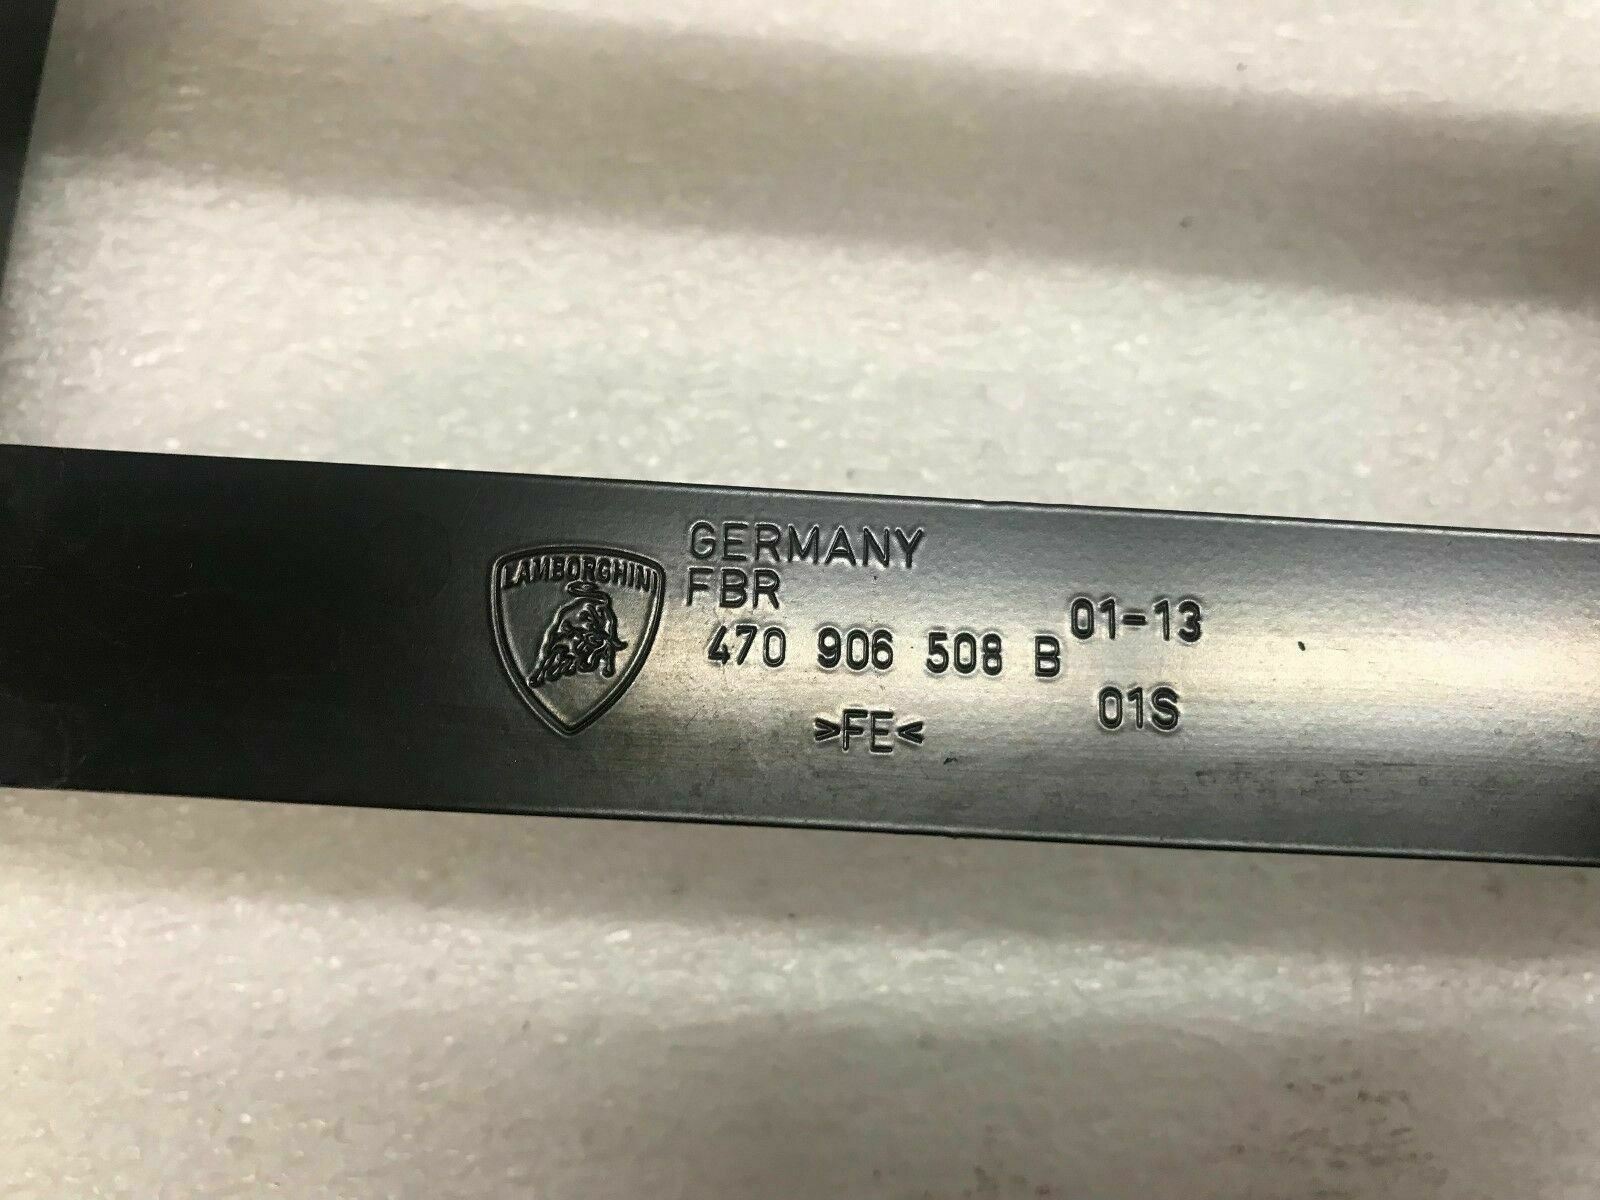 LAMBORGHINI
GERMANY
FBR
470 906 508 B
01-13
>FE<
01S